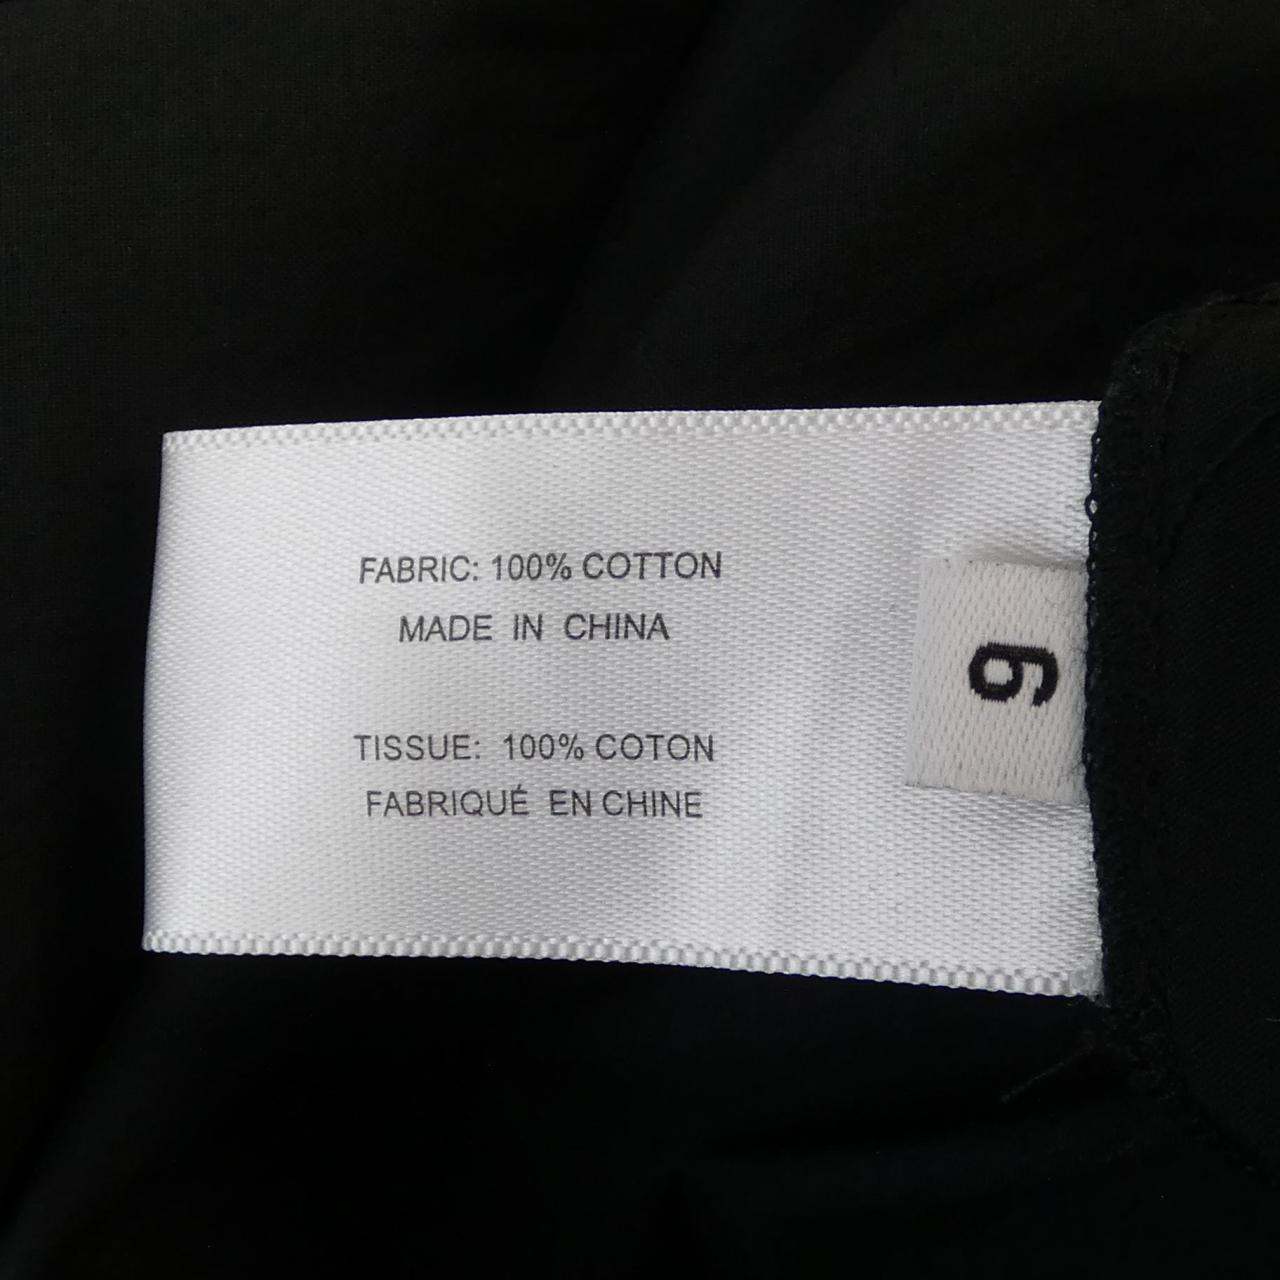 FABRIC: 100% COTTON
MADE IN CHINA
6
TISSUE: 100% COTON
FABRIQUÉ EN CHINE